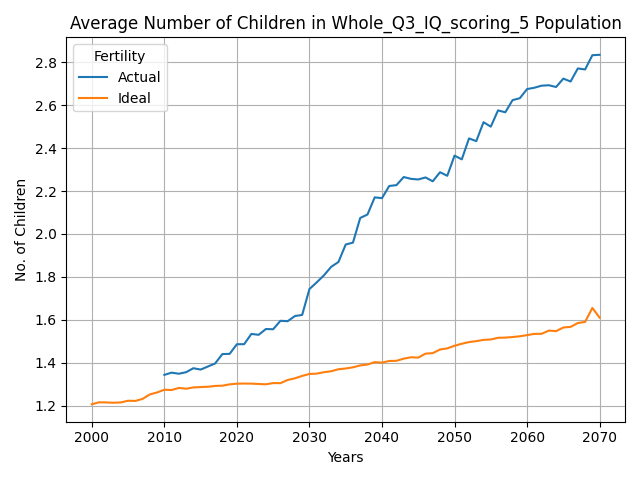 Average Number of Children in Whole_Q3_IQ_scoring_5 Population
Fertility
Actual
Ideal
No. of Children
2.8
2.6
2.4
2.2
2.0
1.8
1.6
1.4
1.2
2000 2010 2020 2030 2040 2050 2060 2070
Years